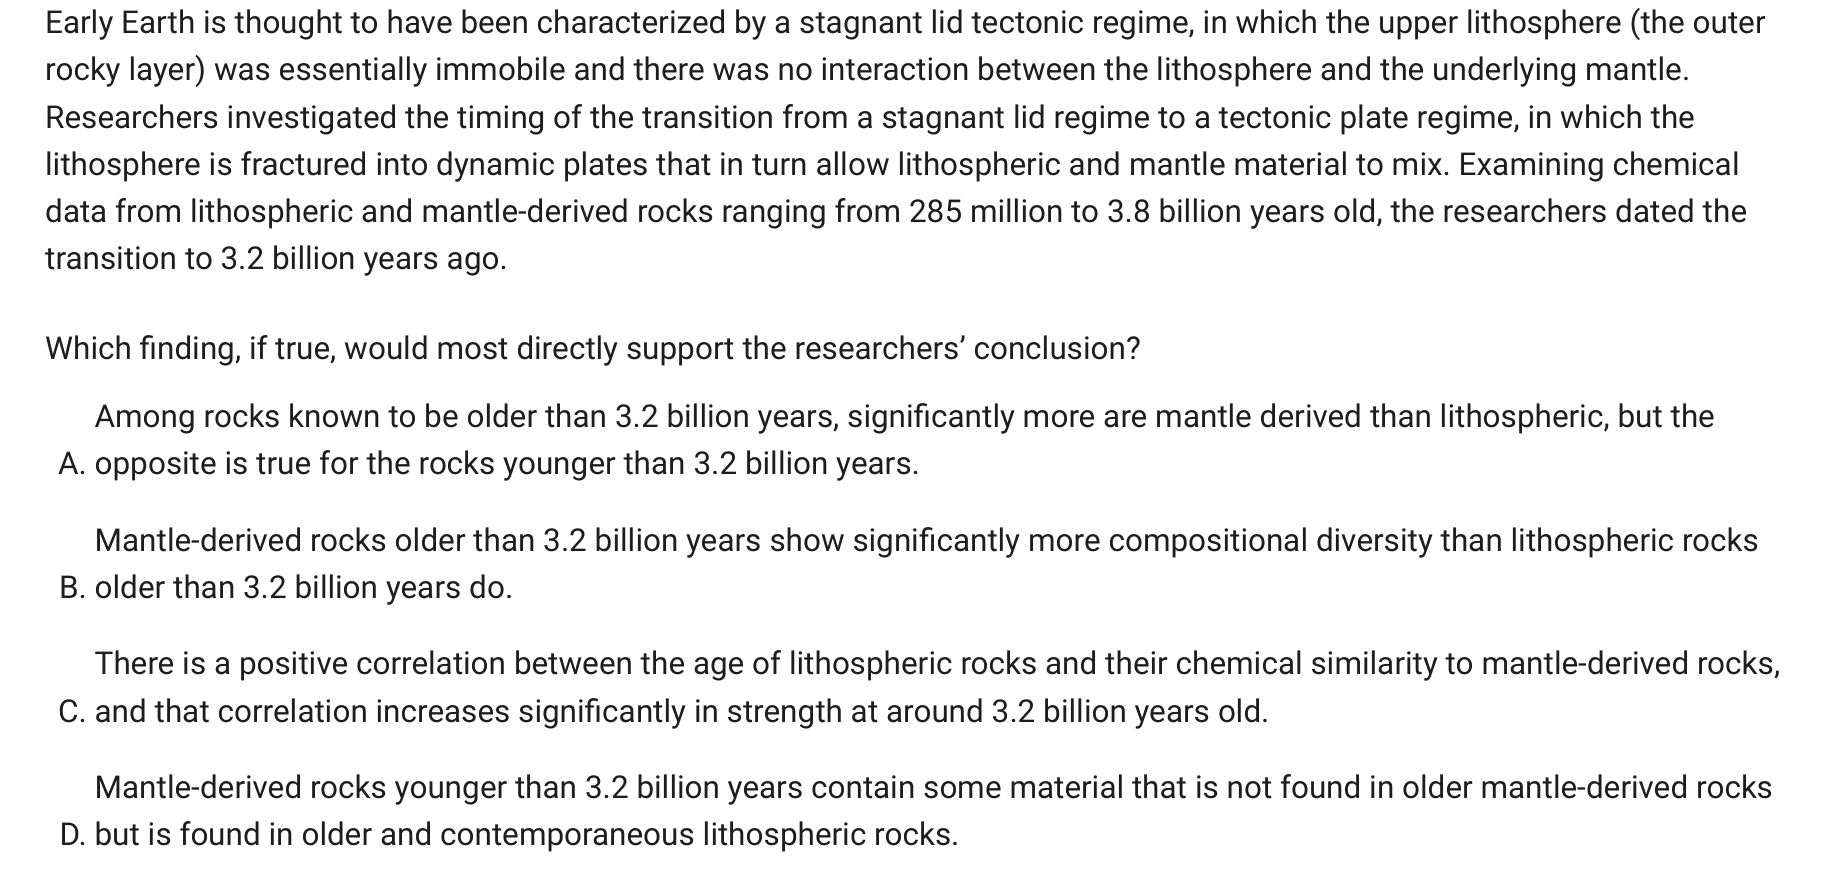 Early Earth is thought to have been characterized by a stagnant lid tectonic regime, in which the upper lithosphere (the outer
rocky layer) was essentially immobile and there was no interaction between the lithosphere and the underlying mantle.
Researchers investigated the timing of the transition from a stagnant lid regime to a tectonic plate regime, in which the
lithosphere is fractured into dynamic plates that in turn allow lithospheric and mantle material to mix. Examining chemical
data from lithospheric and mantle-derived rocks ranging from 285 million to 3.8 billion years old, the researchers dated the
transition to 3.2 billion years ago.
Which finding, if true, would most directly support the researchers’ conclusion?
Among rocks known to be older than 3.2 billion years, significantly more are mantle derived than lithospheric, but the
A. opposite is true for the rocks younger than 3.2 billion years.
Mantle-derived rocks older than 3.2 billion years show significantly more compositional diversity than lithospheric rocks
B. older than 3.2 billion years do.
There is a positive correlation between the age of lithospheric rocks and their chemical similarity to mantle-derived rocks,
C. and that correlation increases significantly in strength at around 3.2 billion years old.
Mantle-derived rocks younger than 3.2 billion years contain some material that is not found in older mantle-derived rocks
D. but is found in older and contemporaneous lithospheric rocks.